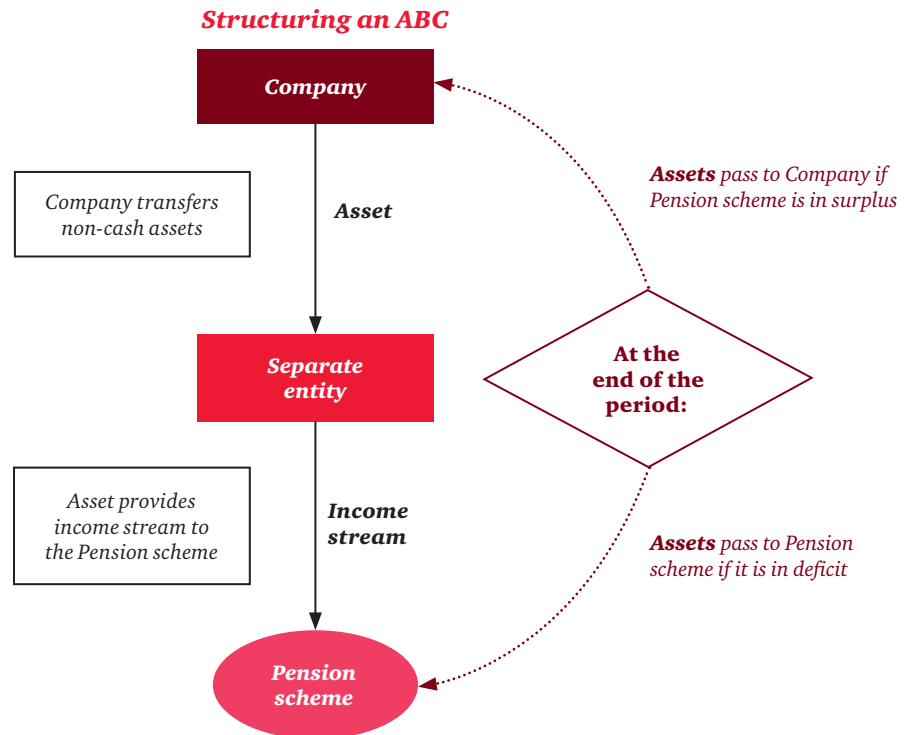 Structuring an ABC
Company
Company transfers
non-cash assets
Asset
Assets pass to Company if
Pension scheme is in surplus
Separate
entity
At the
end of the
period:
Asset provides
income stream to
the Pension scheme
Income
stream
Assets pass to Pension
scheme if it is in deficit
Pension
scheme